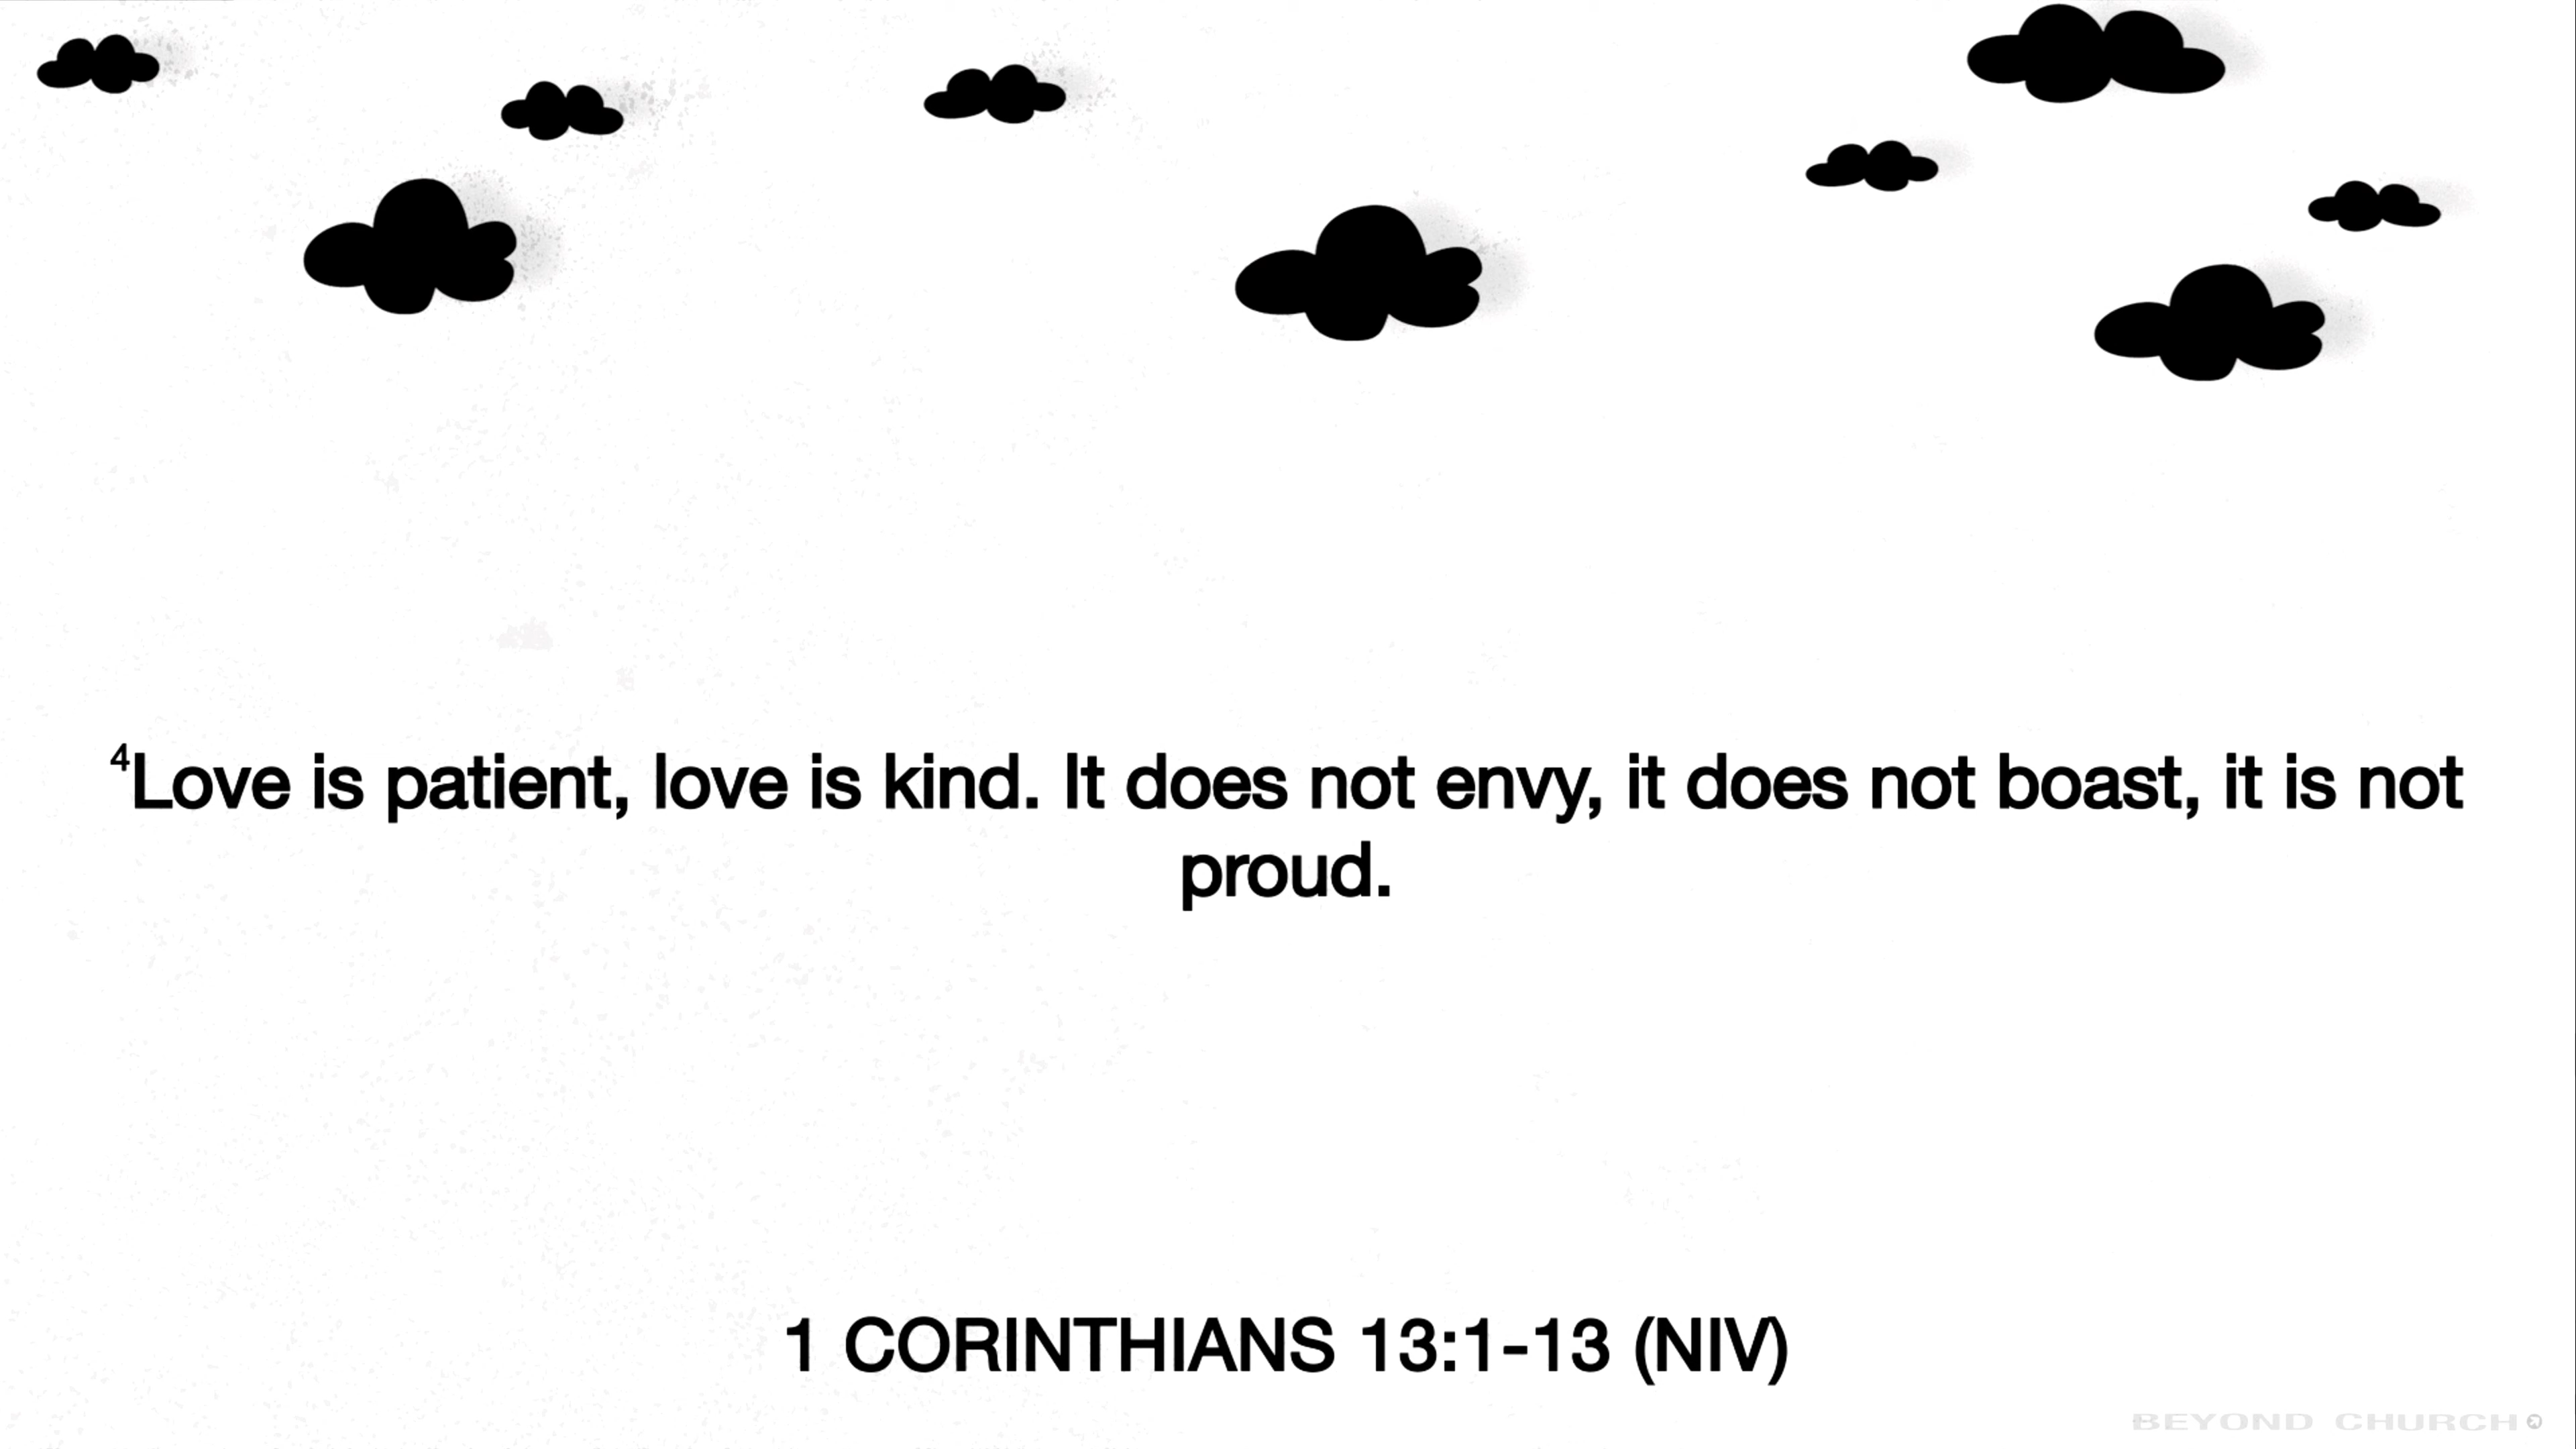 ⁴Love is patient, love is kind. It does not envy, it does not boast, it is not
proud.
1 CORINTHIANS 13:1-13 (NIV)
BEYOND CHURCH